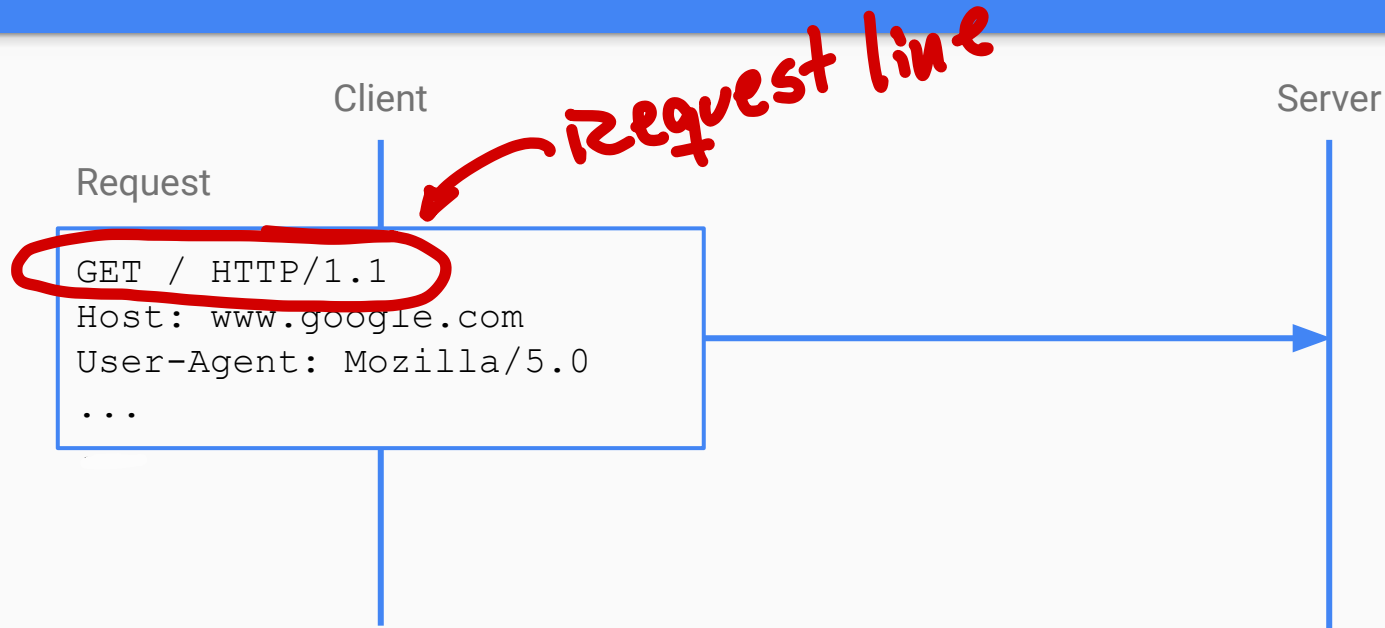 Request line
Client
Server
Request
GET / HTTP/1.1
Host: www.google.com
User-Agent: Mozilla/5.0
...